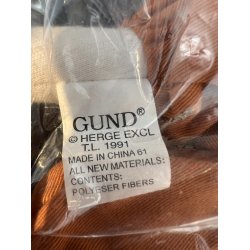 GUND®
© HERGE EXCL
T.L. 1991
MADE IN CHINA 61
ALL NEW MATERIALS:
CONTENTS:
POLYESER FIBERS